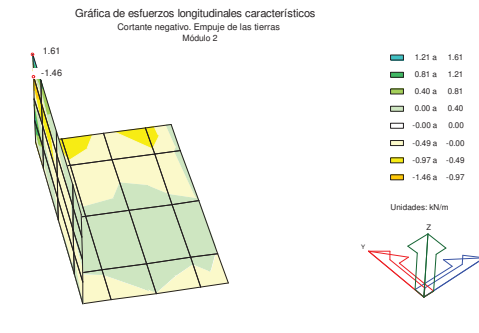 Gráfica de esfuerzos longitudinales característicos
Cortante negativo. Empuje de las tierras
Módulo 2
1.61
-1.46
1.21 a 1.61
0.81 a 1.21
0.40 a 0.81
0.00 a 0.40
-0.00 a 0.00
-0.49 a -0.00
-0.97 a -0.49
-1.46 a -0.97
Unidades: kN/m
Z
Y